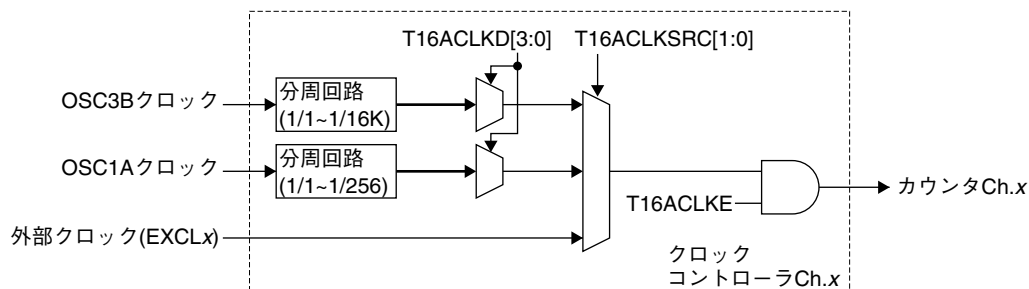 T16ACLKD[3:0]
T16ACLKSRC[1:0]
OSC3Bクロック
分周回路
(1/1~1/16K)
OSC1Aクロック
分周回路
(1/1~1/256)
T16ACLKE
カウンタCh.x
外部クロック(EXCLx)
クロック
コントローラCh.x